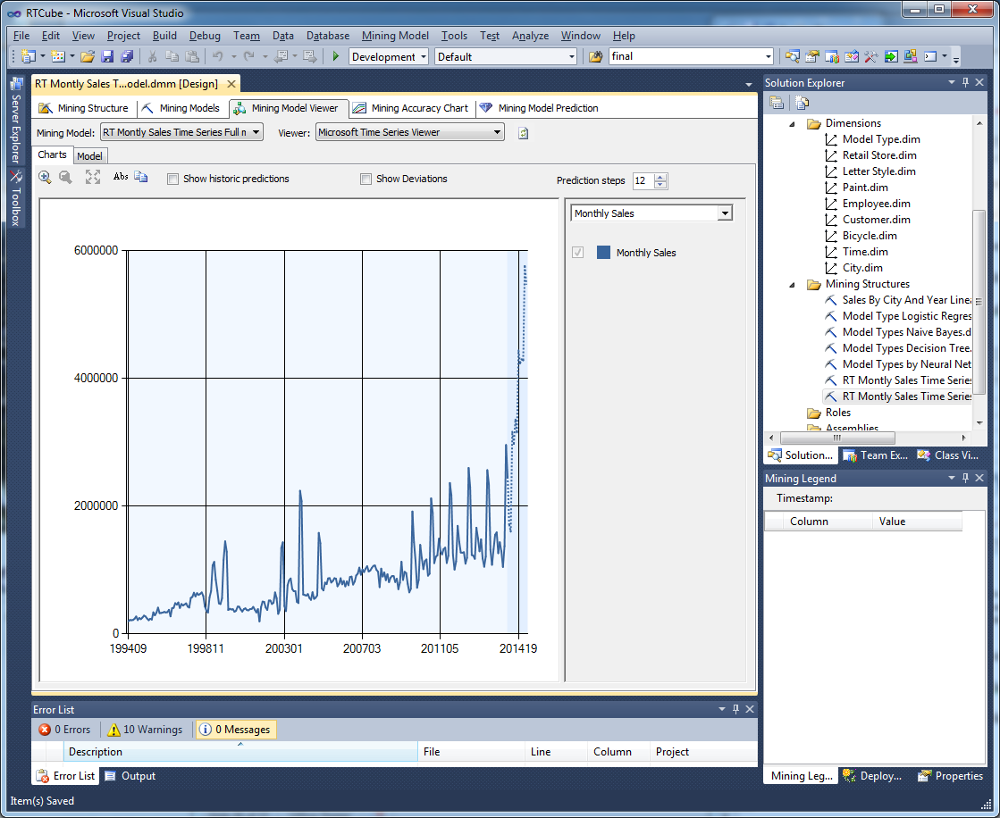 RTCube - Microsoft Visual Studio
File Edit View Project Build Debug Team Data Database Mining Model Tools Test Analyze Window Help
Development Default final
Server Explorer
Toolbox
RT Montly Sales T...odel.dmm [Design]
Mining Structure Mining Models Mining Model Viewer Mining Accuracy Chart Mining Model Prediction
Mining Model: RT Montly Sales Time Series Full m Viewer: Microsoft Time Series Viewer
Charts Model
Abs Show historic predictions Show Deviations Prediction steps 12
Monthly Sales
Monthly Sales
6000000
4000000
2000000
0
199409 199811 200301 200703 201105 201419
Solution Explorer
Dimensions
Model Type.dim
Retail Store.dim
Letter Style.dim
Paint.dim
Employee.dim
Customer.dim
Bicycle.dim
Time.dim
City.dim
Mining Structures
Sales By City And Year Linea
Model Type Logistic Regres
Model Types Naive Bayes.d
Model Types Decision Tree.
Model Types by Neural Net
RT Montly Sales Time Series
RT Montly Sales Time Series
Roles
Assemblies
Solution... Team Ex... Class Vi...
Mining Legend
Timestamp:
Column Value
Mining Leg... Deploy... Properties
Error List
0 Errors 10 Warnings 0 Messages
Description File Line Column Project
Error List Output
Item(s) Saved